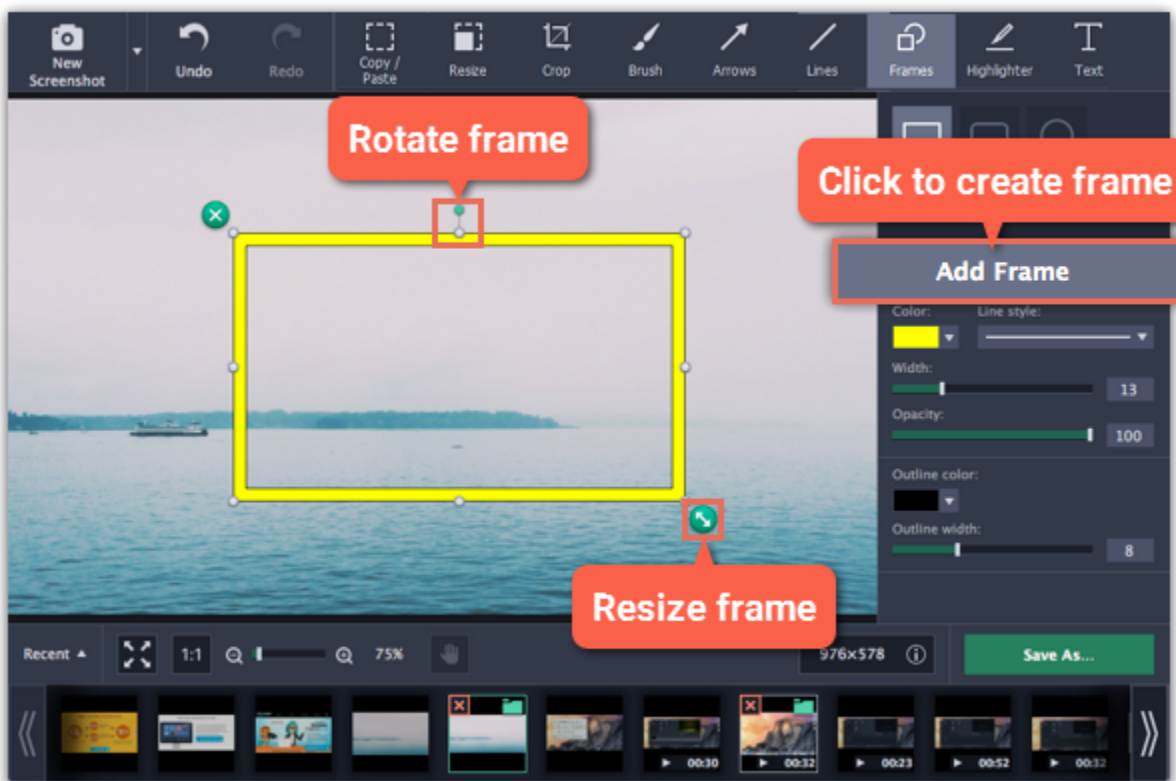 New
Screenshot
Undo
Redo
Copy /
Paste
Resize
Crop
Brush
Arrows
Lines
Frames
Highlighter
Text
Rotate frame
Click to create frame
Add Frame
Color:
Line style:
Width:
13
Opacity:
100
Outline color:
Outline width:
8
Resize frame
Recent
1:1
75%
976×578
Save As...
00:30
00:32
00:23
00:52
00:32